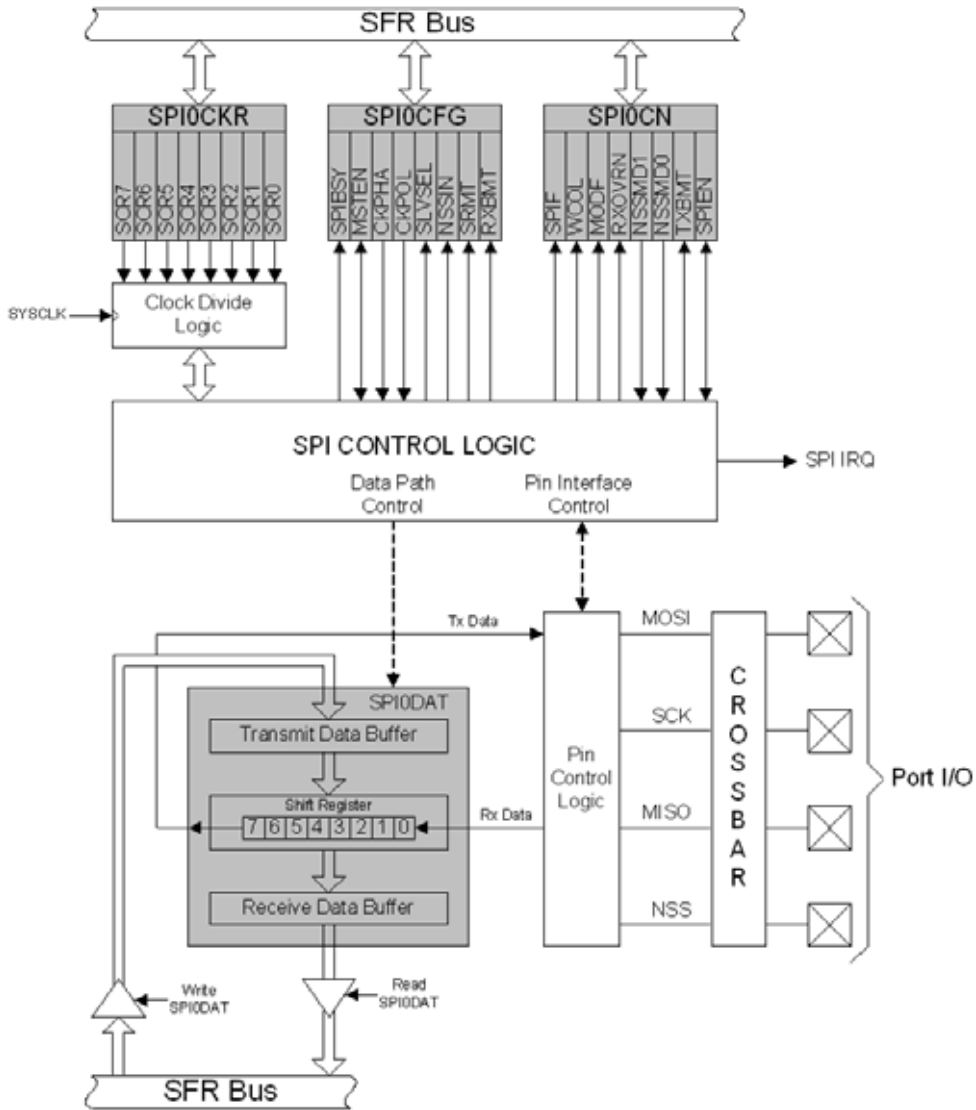 SFR Bus
SPI0CKR
SPI0CFG
SPI0CN
SCR7
SCR6
SCR5
SCR4
SCR3
SCR2
SCR1
SCR0
SPIBSY
MSTEN
CKPHA
CKPOL
SLVSEL
NSSIN
SRMT
RXBMT
SPIF
WCOL
MODF
RXOVRN
NSSMD1
NSSMD0
TXBMT
SPIEN
SYSCLK
Clock Divide
Logic
SPI CONTROL LOGIC
Data Path
Control
Pin Interface
Control
SPI IRQ
Tx Data
MOSI
SPI0DAT
Transmit Data Buffer
SCK
Shift Register
7 6 5 4 3 2 1 0
Rx Data
Pin
Control
Logic
MISO
CROSSBAR
Port I/O
Receive Data Buffer
NSS
Write
SPI0DAT
Read
SPI0DAT
SFR Bus